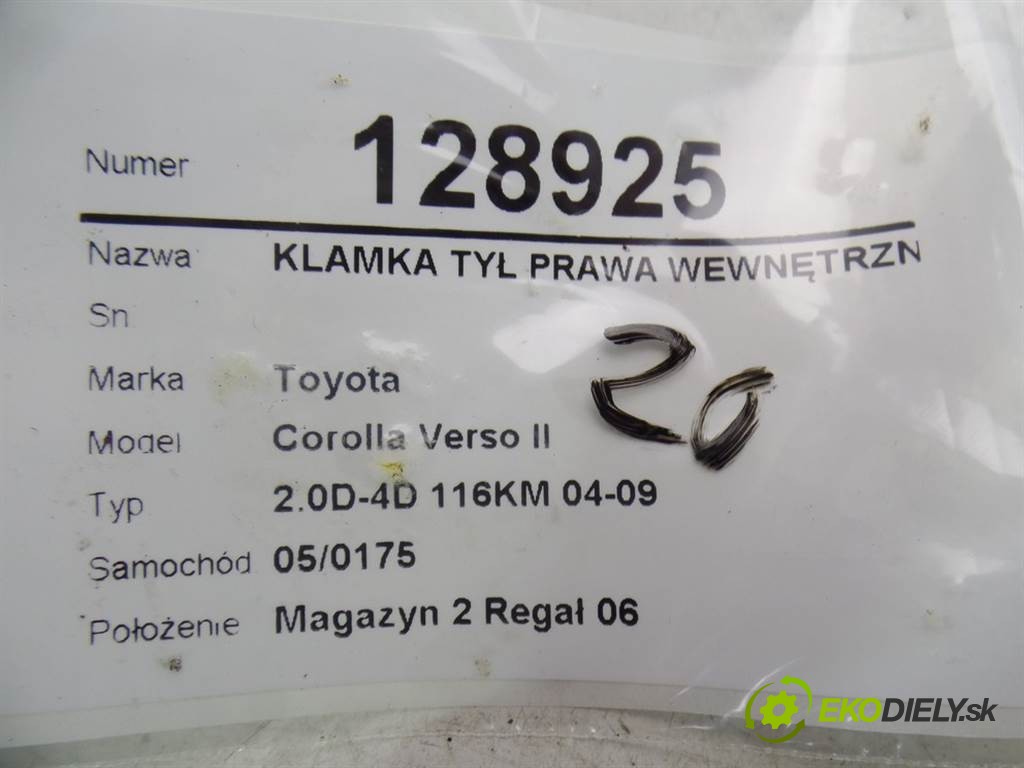 Numer 128925
Nazwa KLAMKA TYŁ PRAWA WEWNĘTRZN
Sn
Marka Toyota
Model Corolla Verso II
Typ 2.0D-4D 116KM 04-09
Samochód 05/0175
Położenie Magazyn 2 Regał 06
20
EKODIELY.sk